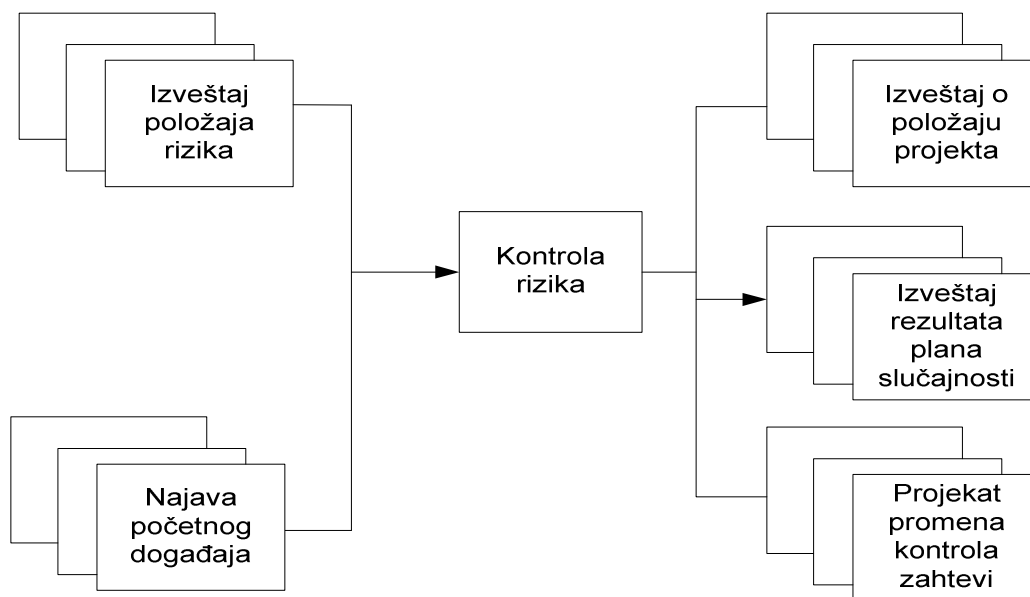 Izveštaj
položaja
rizika
Najava
početnog
događaja
Kontrola
rizika
Izveštaj o
položaju
projekta
Izveštaj
rezultata
plana
slučajnosti
Projekat
promena
kontrola
zahtevi